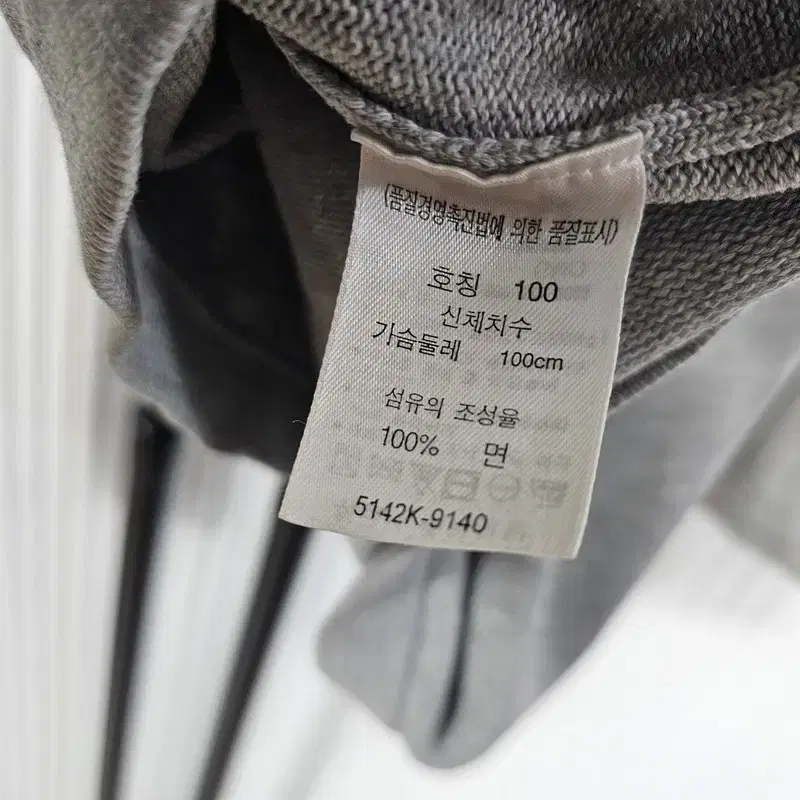 (품질경영촉진법에 의한 품질표시)
호칭 100
신체치수
가슴둘레 100cm
섬유의 조성율
100% 면
5142K-9140